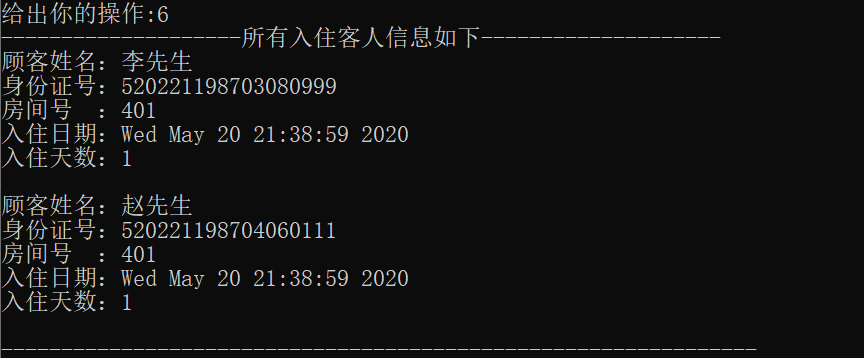 给出你的操作:6
--------------------所有入住客人信息如下--------------------
顾客姓名：李先生
身份证号：520221198703080999
房间号　：401
入住日期：Wed May 20 21:38:59 2020
入住天数：1
顾客姓名：赵先生
身份证号：520221198704060111
房间号　：401
入住日期：Wed May 20 21:38:59 2020
入住天数：1
---------------------------------------------------------------